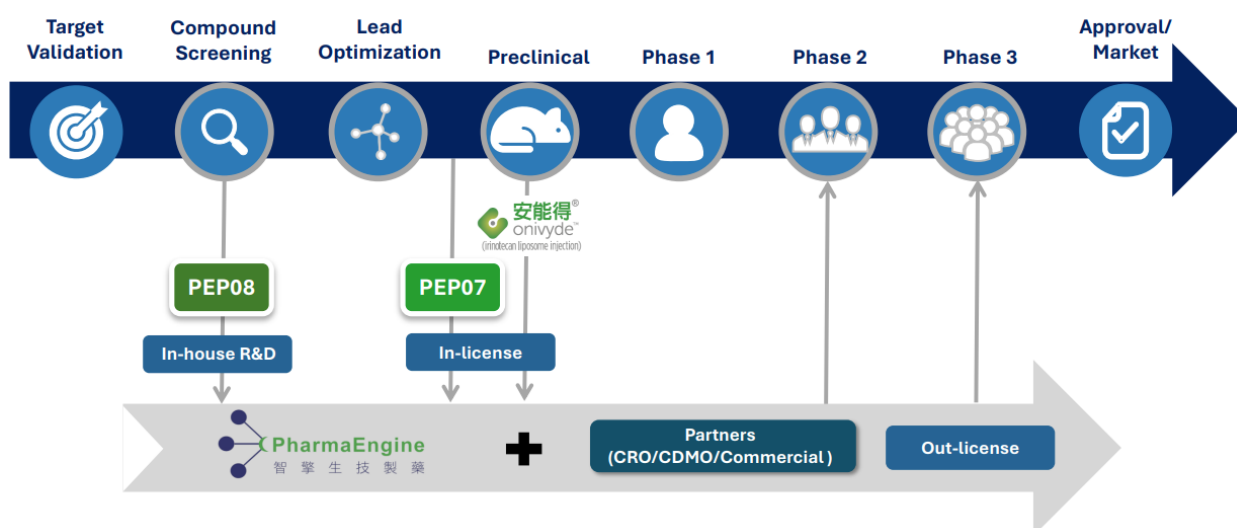 Target
Validation
Compound
Screening
Lead
Optimization
Preclinical
Phase 1
Phase 2
Phase 3
Approval/
Market
安能得®
onivyde™
(irinotecan liposome injection)
PEP08
PEP07
In-house R&D
In-license
PharmaEngine
智擎生技製藥
Partners
(CRO/CDMO/Commercial )
Out-license